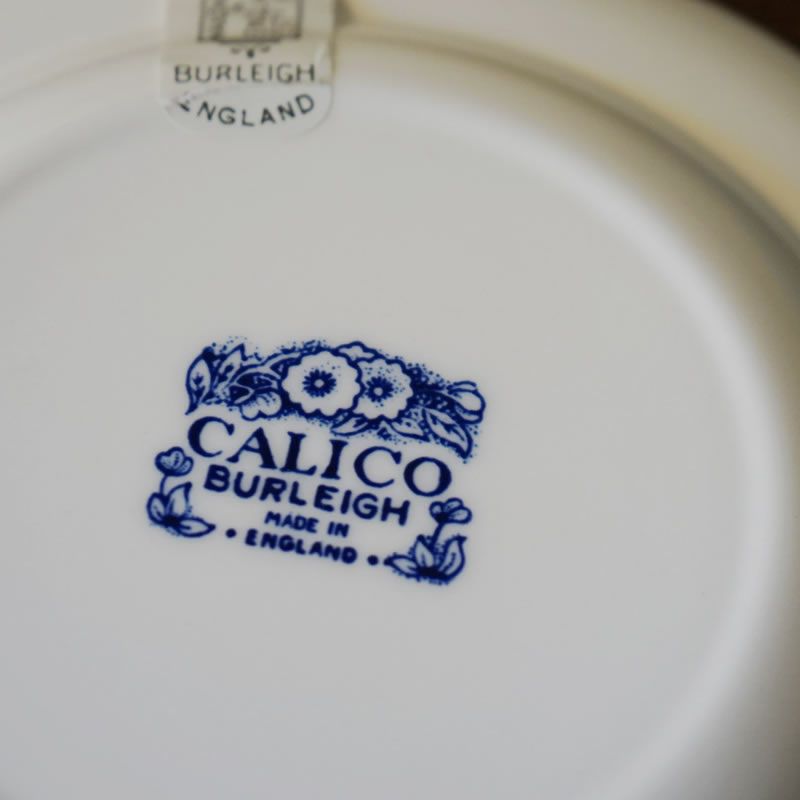 BURLEIGH
ENGLAND
CALICO
BURLEIGH
MADE IN
• ENGLAND •